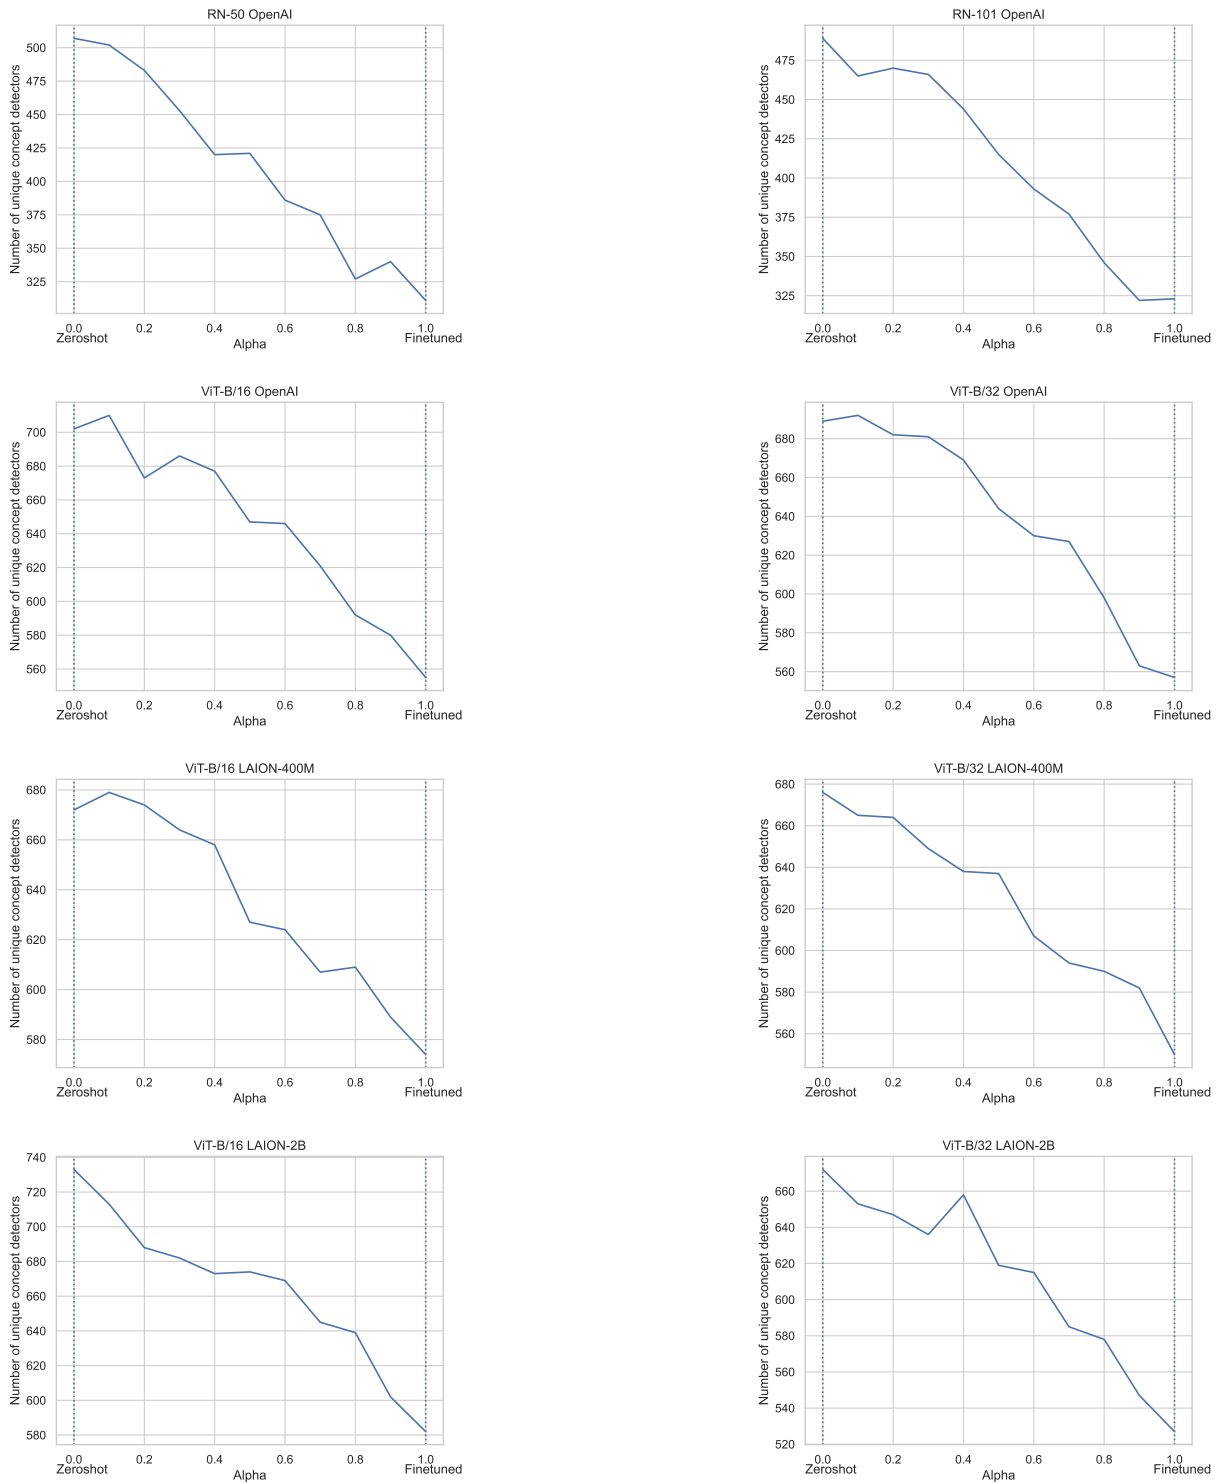 RN-50 OpenAI
Number of unique concept detectors
500
475
450
425
400
375
350
325
0.0 0.2 0.4 0.6 0.8 1.0
Zeroshot Alpha Finetuned
RN-101 OpenAI
Number of unique concept detectors
475
450
425
400
375
350
325
0.0 0.2 0.4 0.6 0.8 1.0
Zeroshot Alpha Finetuned
ViT-B/16 OpenAI
Number of unique concept detectors
700
680
660
640
620
600
580
560
0.0 0.2 0.4 0.6 0.8 1.0
Zeroshot Alpha Finetuned
ViT-B/32 OpenAI
Number of unique concept detectors
680
660
640
620
600
580
560
0.0 0.2 0.4 0.6 0.8 1.0
Zeroshot Alpha Finetuned
ViT-B/16 LAION-400M
Number of unique concept detectors
680
660
640
620
600
580
0.0 0.2 0.4 0.6 0.8 1.0
Zeroshot Alpha Finetuned
ViT-B/32 LAION-400M
Number of unique concept detectors
680
660
640
620
600
580
560
0.0 0.2 0.4 0.6 0.8 1.0
Zeroshot Alpha Finetuned
ViT-B/16 LAION-2B
Number of unique concept detectors
740
720
700
680
660
640
620
600
580
0.0 0.2 0.4 0.6 0.8 1.0
Zeroshot Alpha Finetuned
ViT-B/32 LAION-2B
Number of unique concept detectors
660
640
620
600
580
560
540
520
0.0 0.2 0.4 0.6 0.8 1.0
Zeroshot Alpha Finetuned